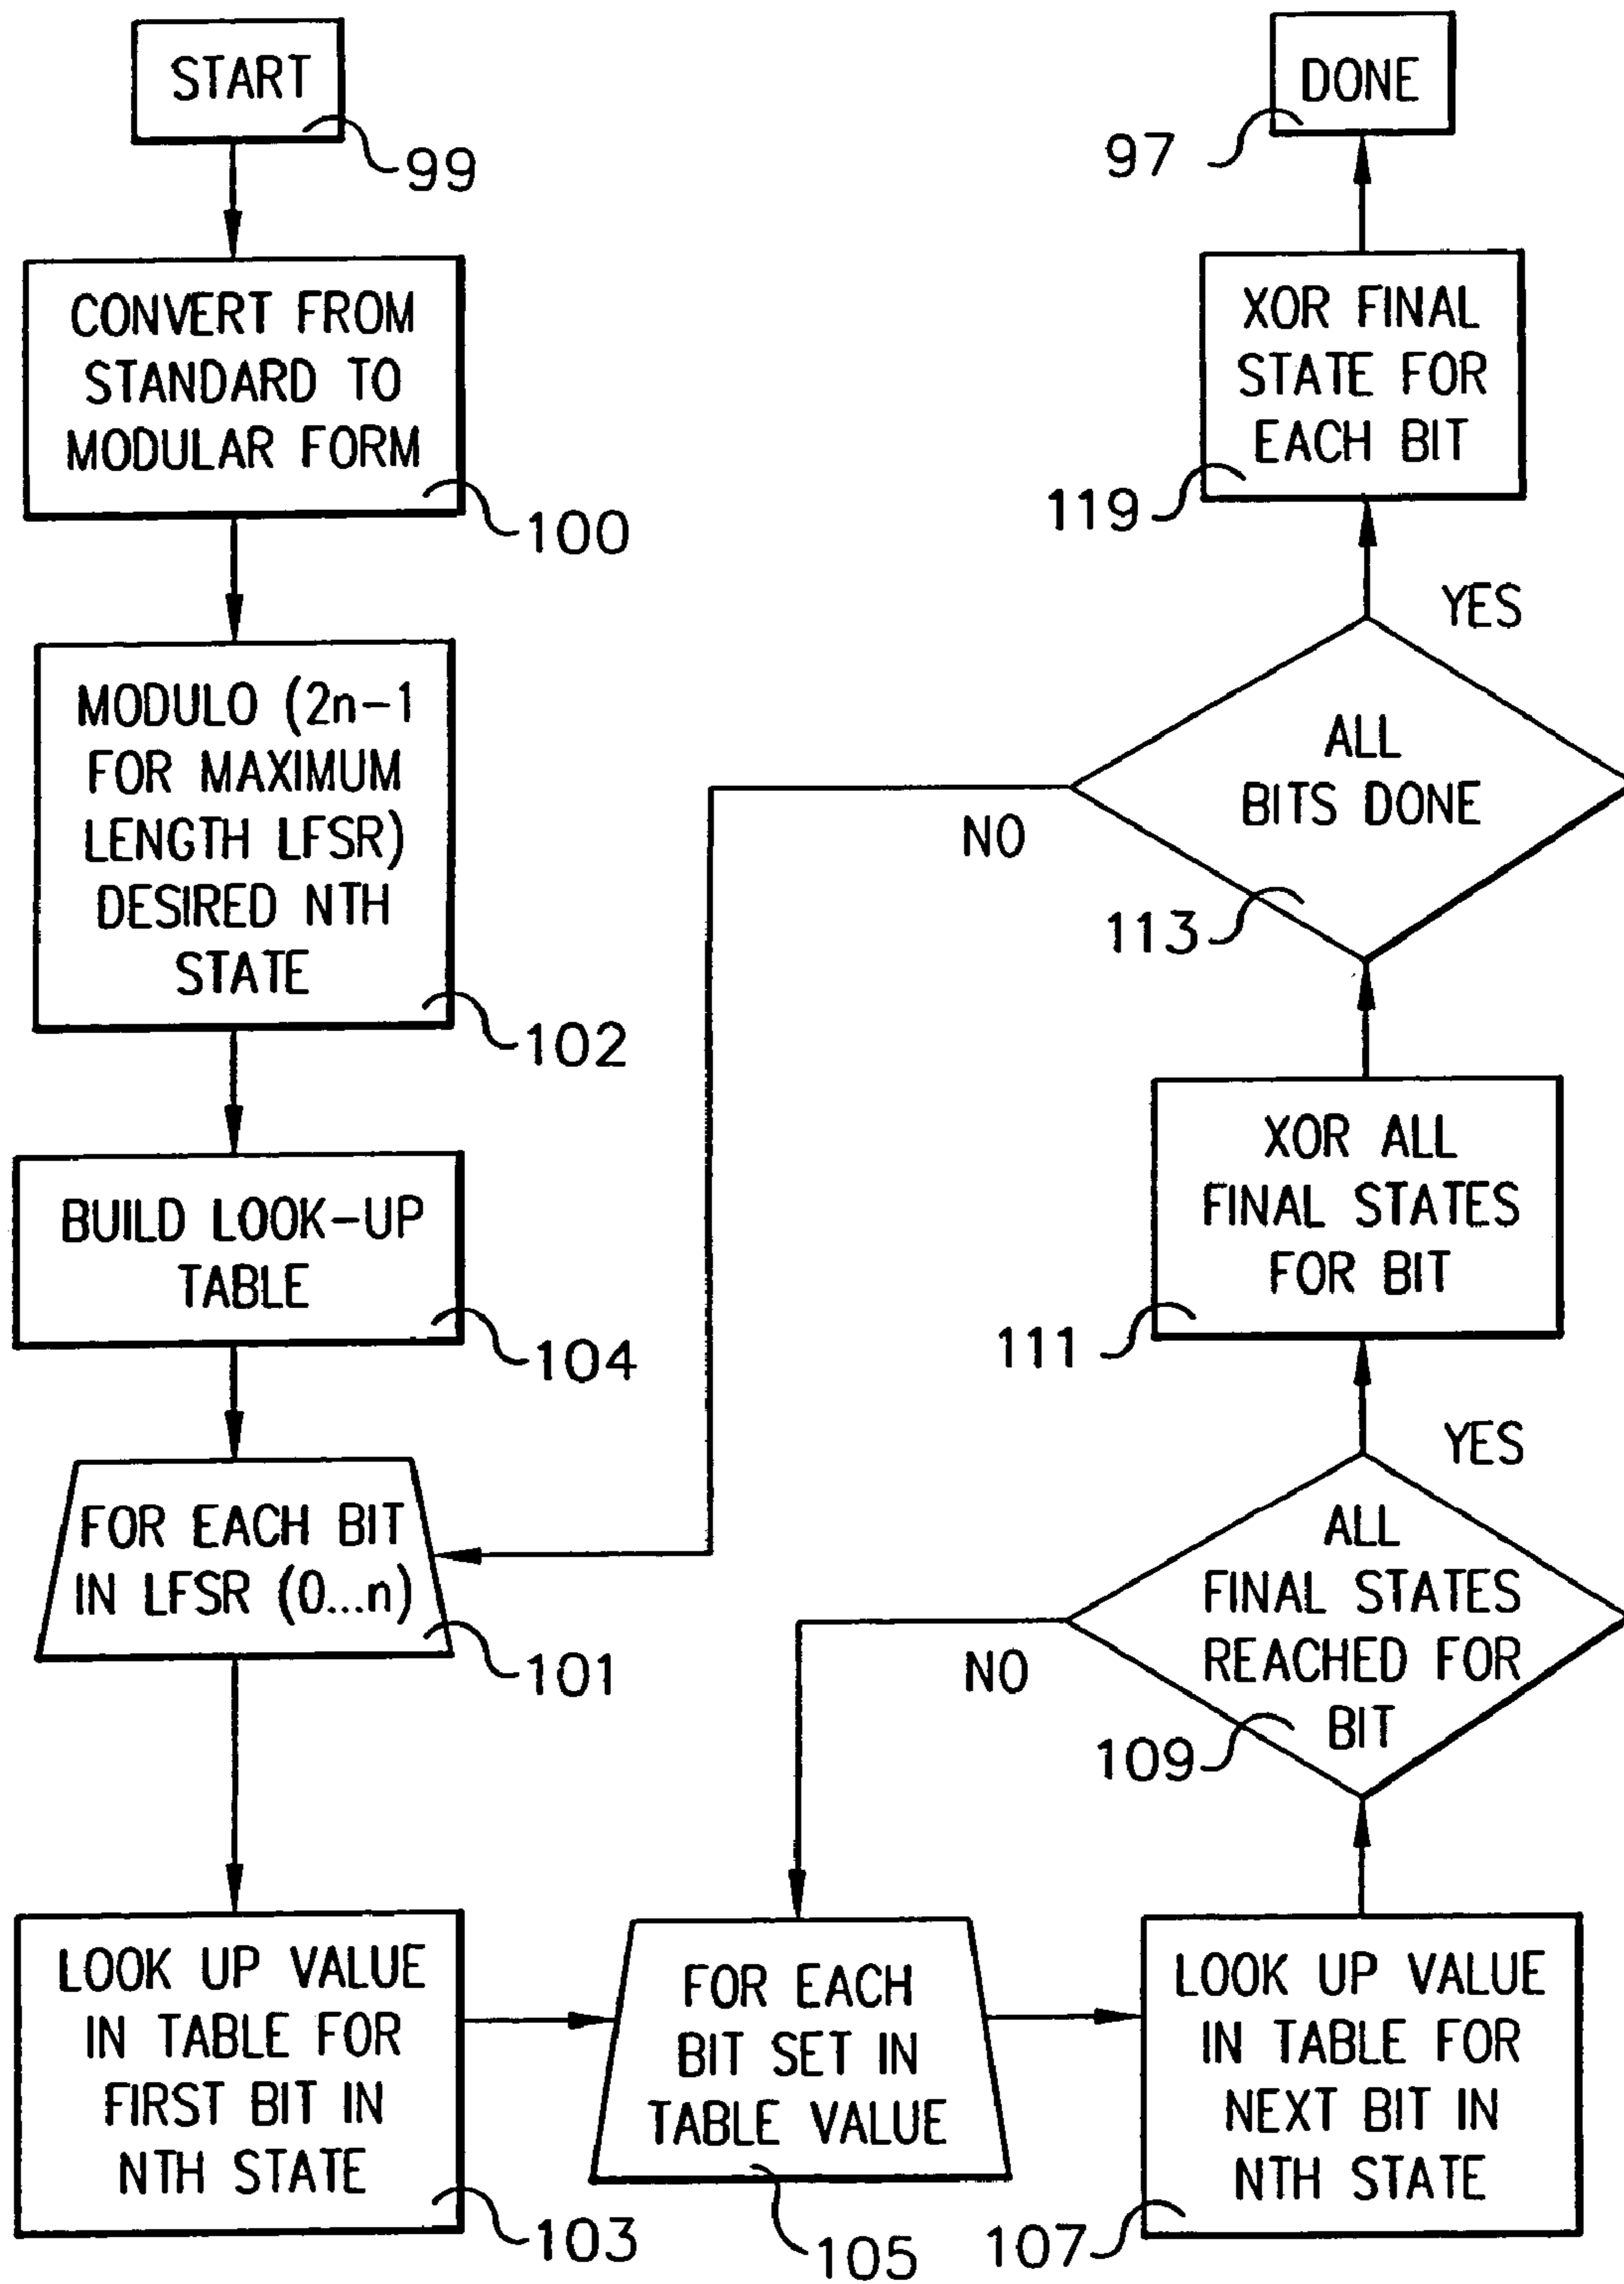 START
99
CONVERT FROM
STANDARD TO
MODULAR FORM
100
MODULO (2n-1
FOR MAXIMUM
LENGTH LFSR)
DESIRED NTH
STATE
102
BUILD LOOK-UP
TABLE
104
FOR EACH BIT
IN LFSR (0...n)
101
LOOK UP VALUE
IN TABLE FOR
FIRST BIT IN
NTH STATE
103
FOR EACH
BIT SET IN
TABLE VALUE
105
LOOK UP VALUE
IN TABLE FOR
NEXT BIT IN
NTH STATE
107
ALL
FINAL STATES
REACHED FOR
BIT
109
NO
YES
XOR ALL
FINAL STATES
FOR BIT
111
ALL
BITS DONE
113
NO
YES
XOR FINAL
STATE FOR
EACH BIT
119
DONE
97